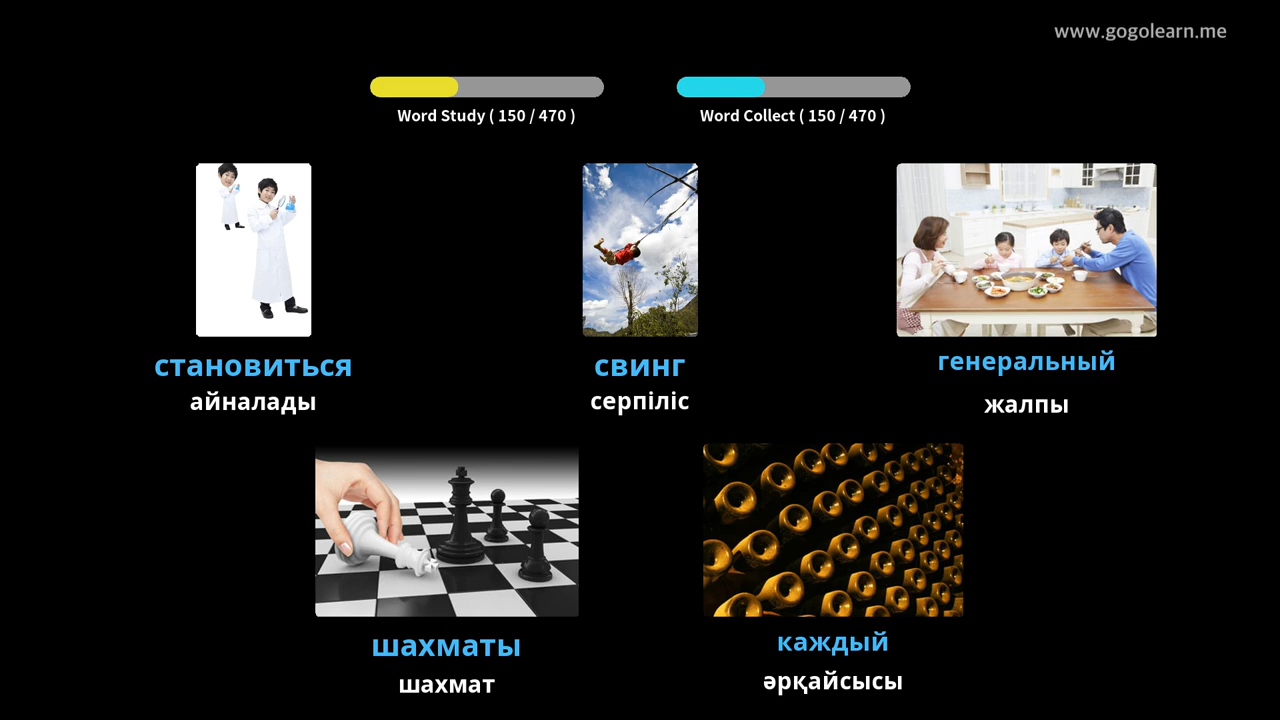 www.gogolearn.me
Word Study ( 150 / 470 )
Word Collect ( 150 / 470 )
становиться
айналады
свинг
серпіліс
генеральный
жалпы
шахматы
шахмат
каждый
әрқайсысы